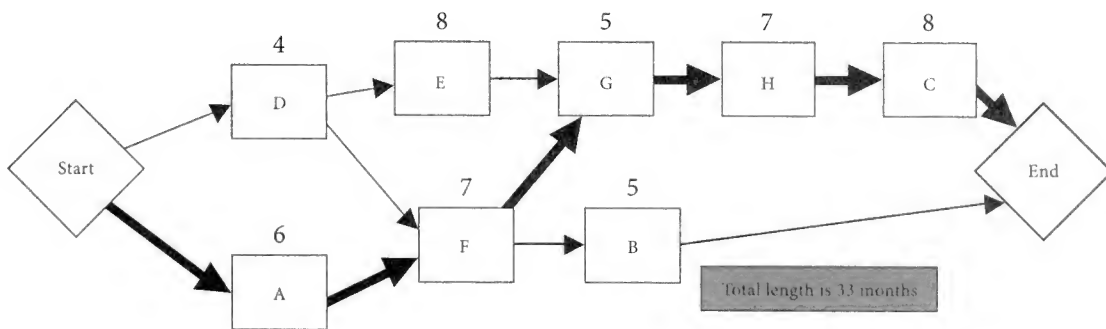 8 5 7 8
4
E G H C
D
Start
End
7 5
6
F B
A
Total length is 33 months